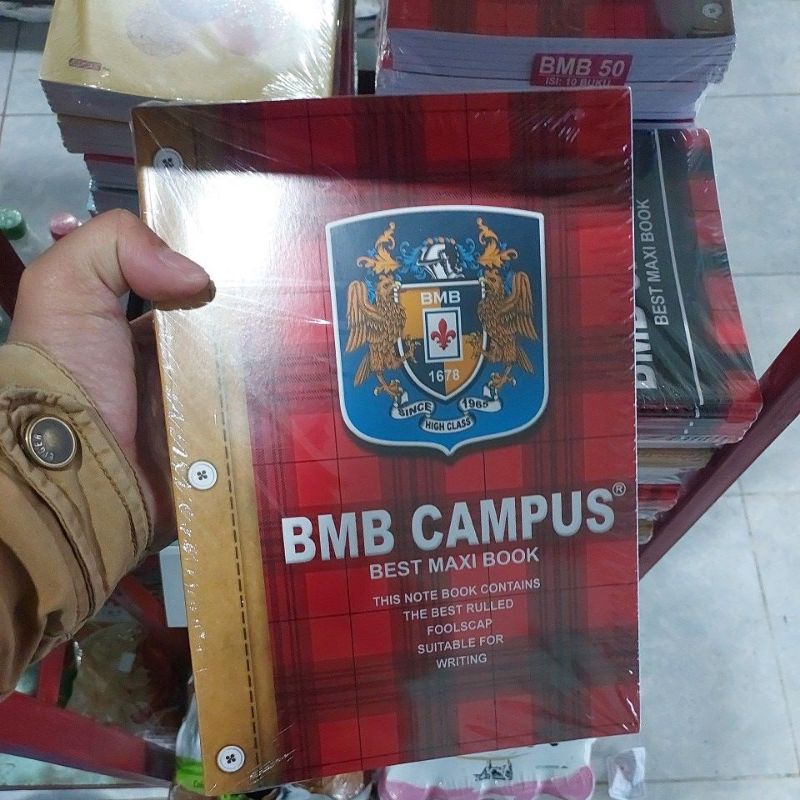 BMB 50
ISI: 10 BUKU
BMB
1678
SINCE 1965
HIGH CLASS
BMB CAMPUS®
BEST MAXI BOOK
THIS NOTE BOOK CONTAINS
THE BEST RULLED
FOOLSCAP
SUITABLE FOR
WRITING
BEST MAXI BOOK
EIGER